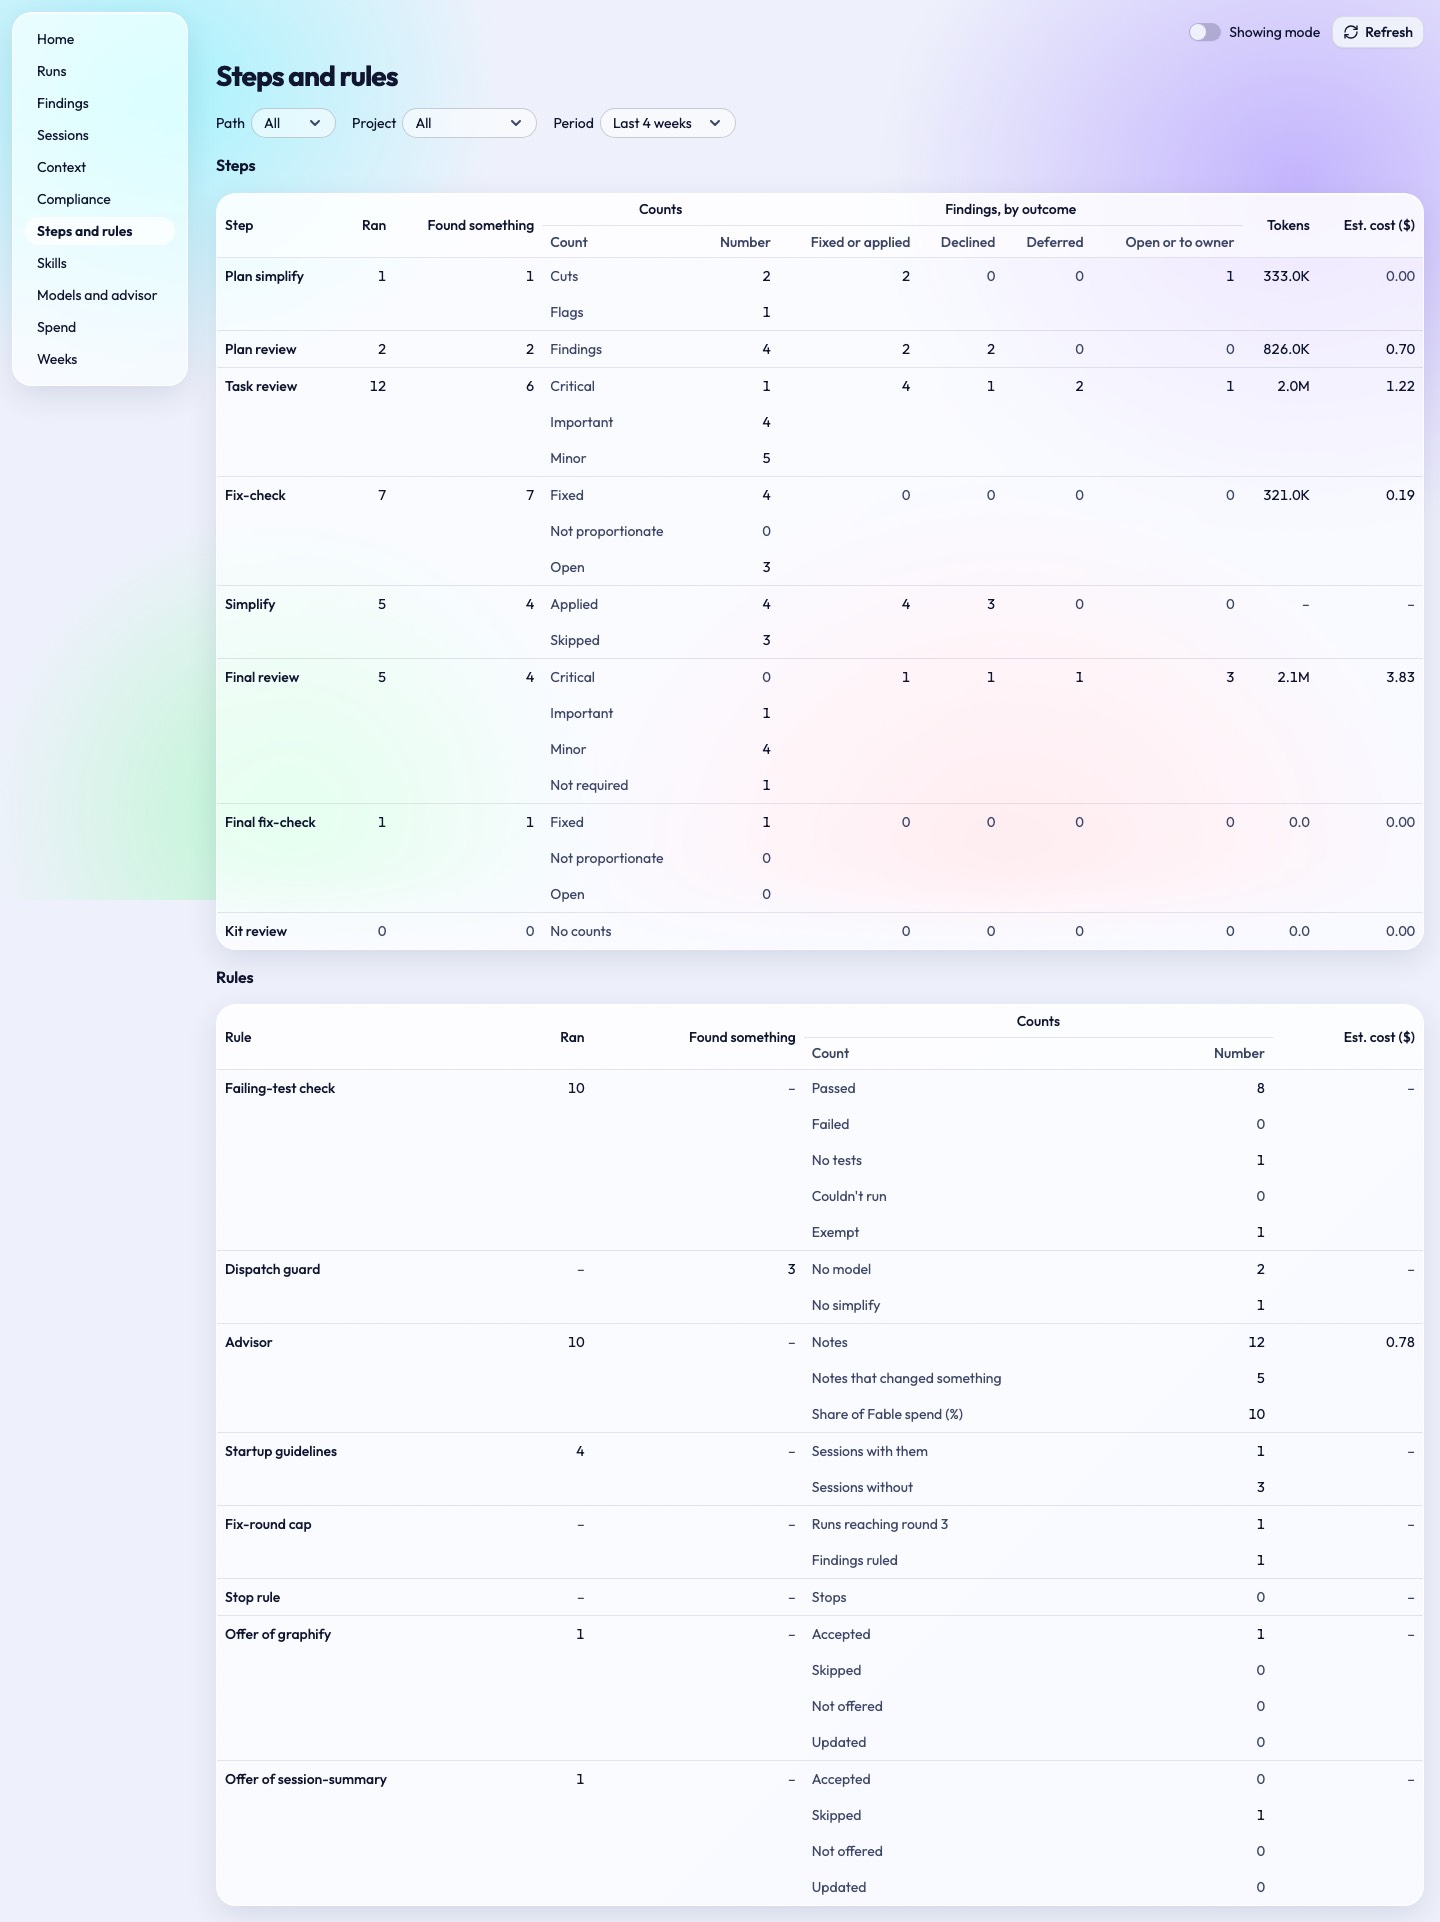 Home
Runs
Findings
Sessions
Context
Compliance
Steps and rules
Skills
Models and advisor
Spend
Weeks
Showing mode
Refresh
Steps and rules
Path All Project All Period Last 4 weeks
Steps
Step Ran Found something Counts Findings, by outcome Tokens Est. cost ($)
Count Number Fixed or applied Declined Deferred Open or to owner
Plan simplify 1 1 Cuts 2 2 0 0 1 333.0K 0.00
Flags 1
Plan review 2 2 Findings 4 2 2 0 0 826.0K 0.70
Task review 12 6 Critical 1 4 1 2 1 2.0M 1.22
Important 4
Minor 5
Fix-check 7 7 Fixed 4 0 0 0 0 321.0K 0.19
Not proportionate 0
Open 3
Simplify 5 4 Applied 4 4 3 0 0 – –
Skipped 3
Final review 5 4 Critical 0 1 1 1 3 2.1M 3.83
Important 1
Minor 4
Not required 1
Final fix-check 1 1 Fixed 1 0 0 0 0 0.0 0.00
Not proportionate 0
Open 0
Kit review 0 0 No counts 0 0 0 0 0.0 0.00
Rules
Rule Ran Found something Counts Est. cost ($)
Count Number
Failing-test check 10 – Passed 8 –
Failed 0
No tests 1
Couldn't run 0
Exempt 1
Dispatch guard – 3 No model 2 –
No simplify 1
Advisor 10 – Notes 12 0.78
Notes that changed something 5
Share of Fable spend (%) 10
Startup guidelines 4 – Sessions with them 1 –
Sessions without 3
Fix-round cap – – Runs reaching round 3 1 –
Findings ruled 1
Stop rule – – Stops 0 –
Offer of graphify 1 – Accepted 1 –
Skipped 0
Not offered 0
Updated 0
Offer of session-summary 1 – Accepted 0 –
Skipped 1
Not offered 0
Updated 0